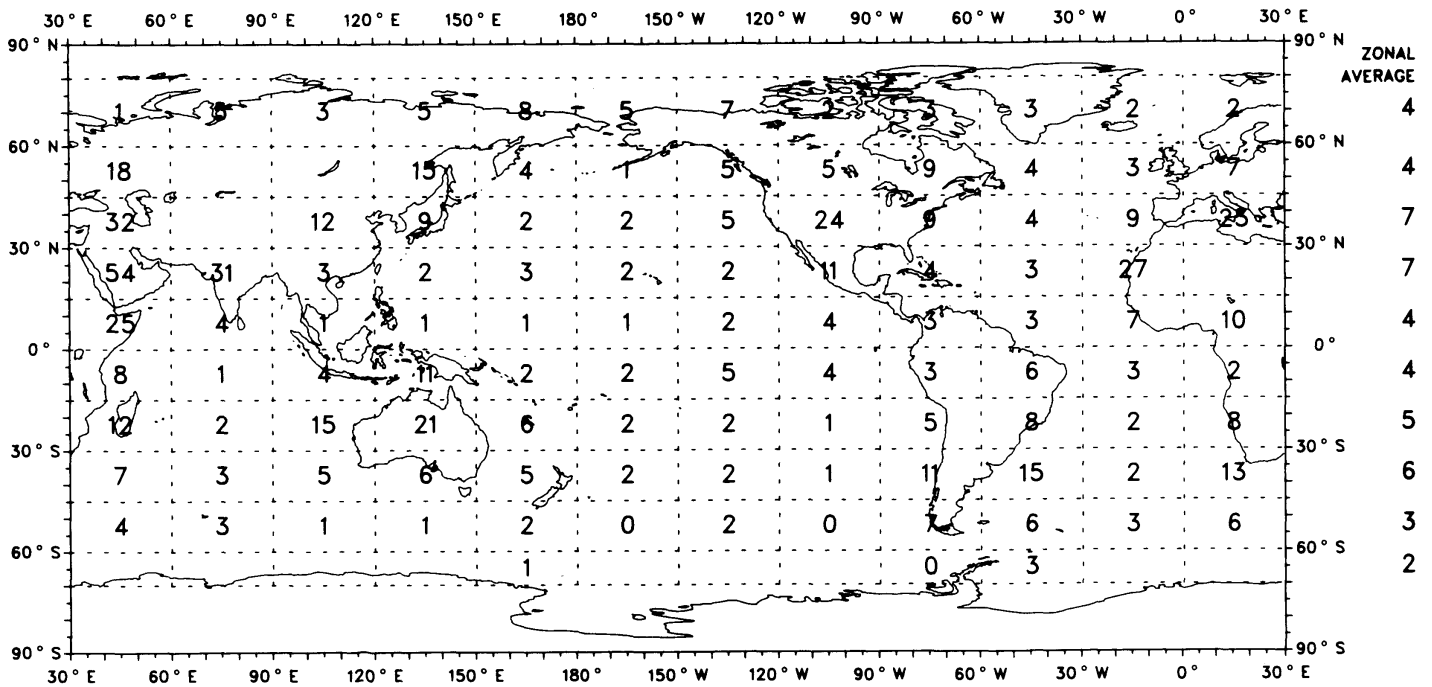 30° E 60° E 90° E 120° E 150° E 180° 150° W 120° W 90° W 60° W 30° W 0° 30° E
90° N 90° N
ZONAL
AVERAGE
1 3 5 8 5 7 3 3 2 2 4
60° N 60° N
18 15 4 1 5 5 9 4 3 7 4
32 12 9 2 2 5 24 9 4 9 25 7
30° N 30° N
54 31 3 2 3 2 2 11 4 3 27 7
25 4 1 1 1 1 2 4 3 3 7 10 4
0° 0°
8 1 4 11 2 2 5 4 3 6 3 2 4
12 2 15 21 6 2 2 1 5 8 2 8 5
30° S 30° S
7 3 5 6 5 2 2 1 11 15 2 13 6
4 3 1 1 2 0 2 0 7 6 3 6 3
60° S 60° S
1 0 3 2
90° S 90° S
30° E 60° E 90° E 120° E 150° E 180° 150° W 120° W 90° W 60° W 30° W 0° 30° E